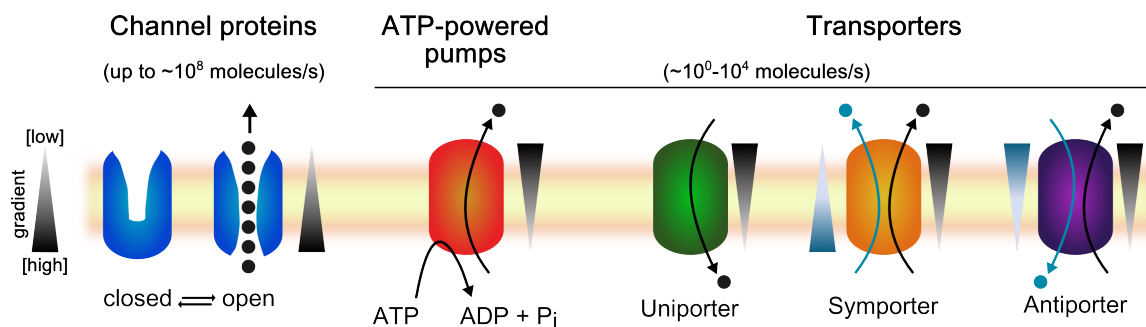 Channel proteins
(up to ~10⁸ molecules/s)
ATP-powered
pumps
Transporters
(~10⁰-10⁴ molecules/s)
[low]
gradient
[high]
closed ⇌ open
ATP
ADP + Pi
Uniporter
Symporter
Antiporter